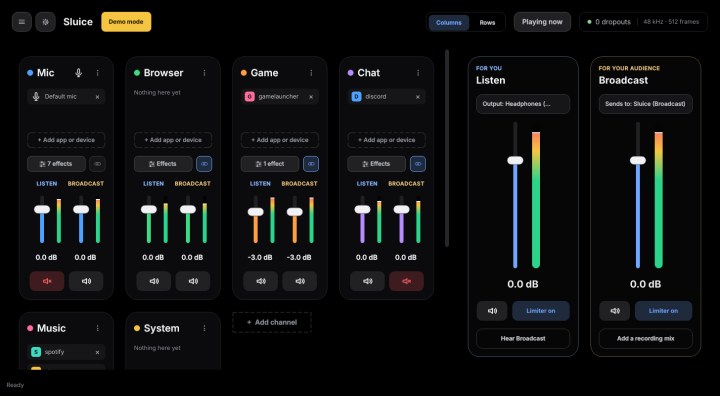 Sluice
Demo mode
Columns
Rows
Playing now
0 dropouts
48 kHz · 512 frames
Mic
Default mic ×
+ Add app or device
7 effects
LISTEN BROADCAST
0.0 dB 0.0 dB
Browser
Nothing here yet
+ Add app or device
Effects
LISTEN BROADCAST
0.0 dB 0.0 dB
Game
G gamelauncher ×
+ Add app or device
1 effect
LISTEN BROADCAST
-3.0 dB -3.0 dB
Chat
D discord ×
+ Add app or device
Effects
LISTEN BROADCAST
0.0 dB 0.0 dB
Music
S spotify ×
System
Nothing here yet
+ Add channel
FOR YOU
Listen
Output: Headphones (...
0.0 dB
Limiter on
Hear Broadcast
FOR YOUR AUDIENCE
Broadcast
Sends to: Sluice (Broadcast)
0.0 dB
Limiter on
Add a recording mix
Ready